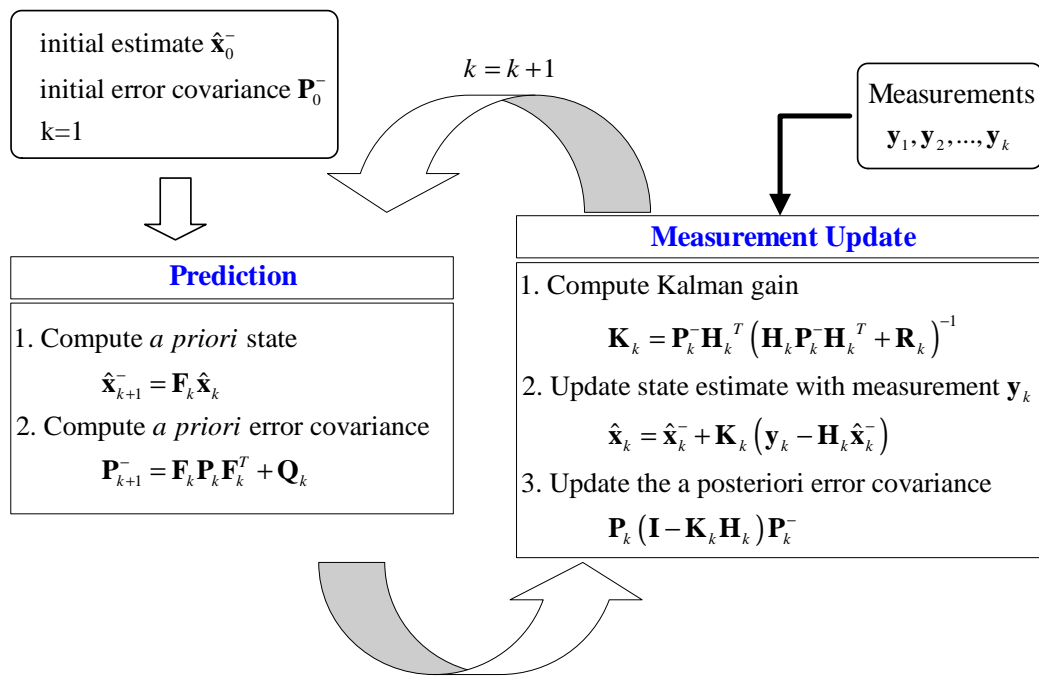 initial estimate x̂₀⁻
initial error covariance P₀⁻
k=1
k = k+1
Measurements
y₁, y₂, ..., yₖ
Prediction
1. Compute a priori state
x̂ₖ₊₁⁻ = Fₖx̂ₖ
2. Compute a priori error covariance
Pₖ₊₁⁻ = FₖPₖFₖᵀ + Qₖ
Measurement Update
1. Compute Kalman gain
Kₖ = Pₖ⁻Hₖᵀ (HₖPₖ⁻Hₖᵀ + Rₖ)⁻¹
2. Update state estimate with measurement yₖ
x̂ₖ = x̂ₖ⁻ + Kₖ (yₖ − Hₖx̂ₖ⁻)
3. Update the a posteriori error covariance
Pₖ (I − KₖHₖ) Pₖ⁻